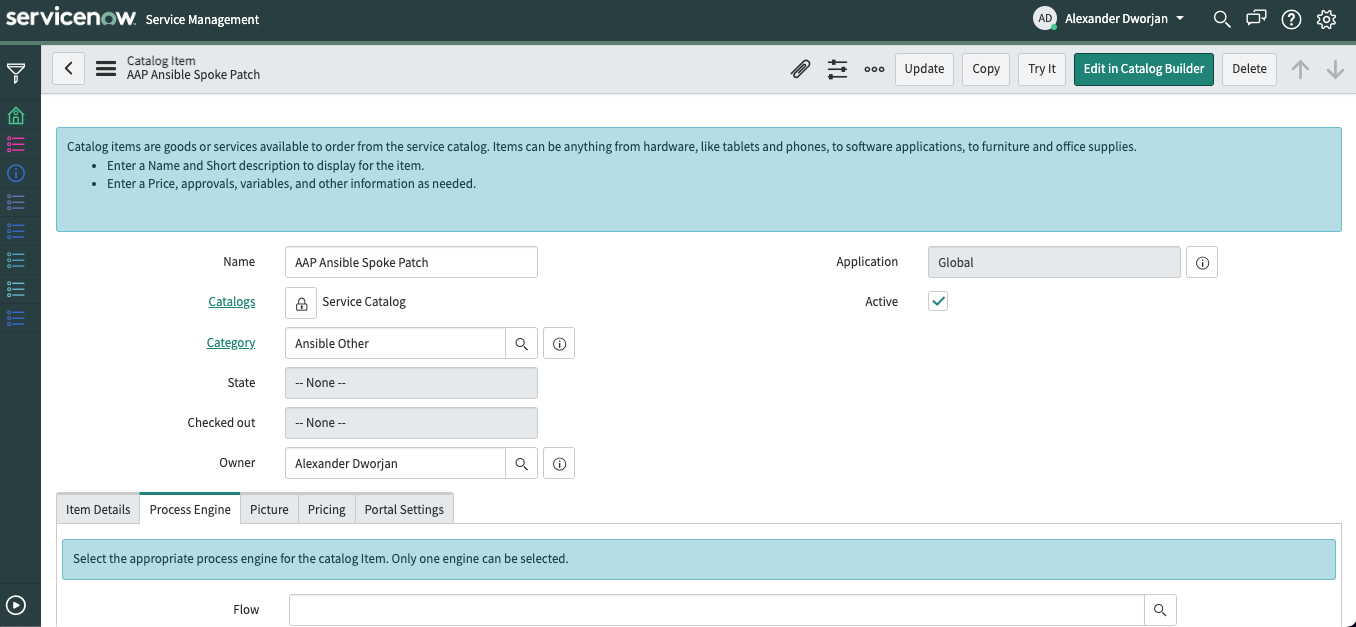 servicenow Service Management
AD Alexander Dworjan
Catalog Item
AAP Ansible Spoke Patch
Update Copy Try It Edit in Catalog Builder Delete
Catalog items are goods or services available to order from the service catalog. Items can be anything from hardware, like tablets and phones, to software applications, to furniture and office supplies.
• Enter a Name and Short description to display for the item.
• Enter a Price, approvals, variables, and other information as needed.
Name AAP Ansible Spoke Patch Application Global
Catalogs Service Catalog Active
Category Ansible Other
State -- None --
Checked out -- None --
Owner Alexander Dworjan
Item Details Process Engine Picture Pricing Portal Settings
Select the appropriate process engine for the catalog Item. Only one engine can be selected.
Flow